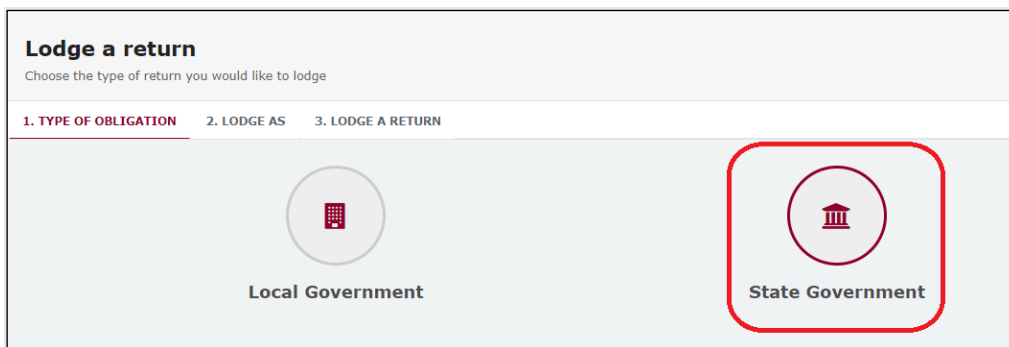 Lodge a return
Choose the type of return you would like to lodge
1. TYPE OF OBLIGATION 2. LODGE AS 3. LODGE A RETURN
Local Government State Government